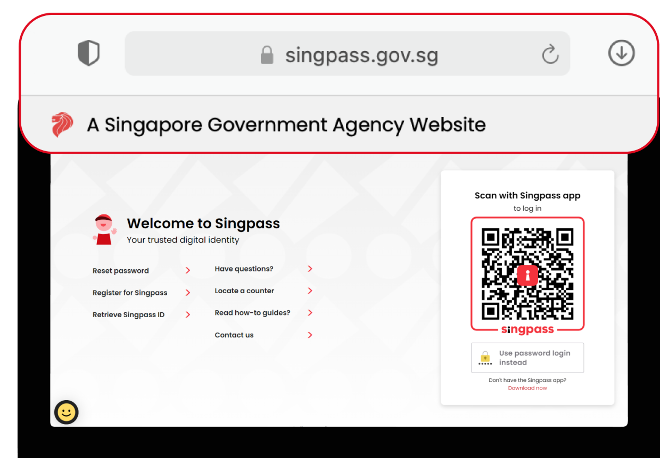 singpass.gov.sg
A Singapore Government Agency Website
Welcome to Singpass
Your trusted digital identity
Reset password
Register for Singpass
Retrieve Singpass ID
Have questions?
Locate a counter
Read how-to guides?
Contact us
Scan with Singpass app
to log in
singpass
Use password login
instead
Don't have the Singpass app?
Download now